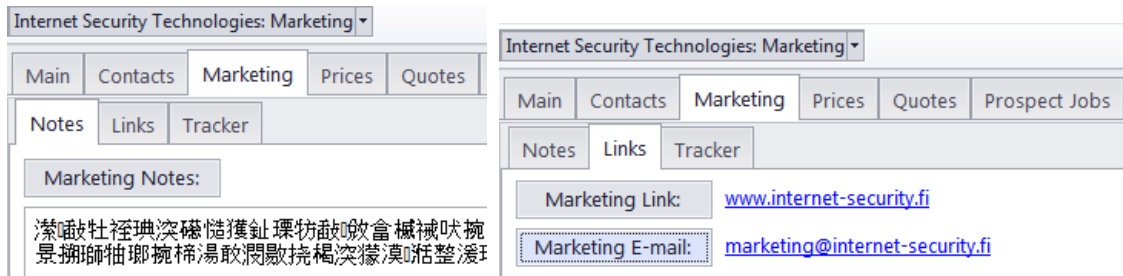 Internet Security Technologies: Marketing
Main Contacts Marketing Prices Quotes
Notes Links Tracker
Marketing Notes:
Internet Security Technologies: Marketing
Main Contacts Marketing Prices Quotes Prospect Jobs
Notes Links Tracker
Marketing Link: www.internet-security.fi
Marketing E-mail: marketing@internet-security.fi